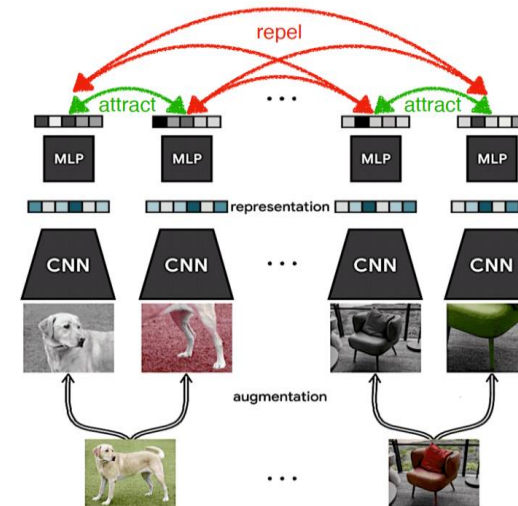 repel
attract
attract
MLP
MLP
MLP
MLP
representation
CNN
CNN
CNN
CNN
augmentation